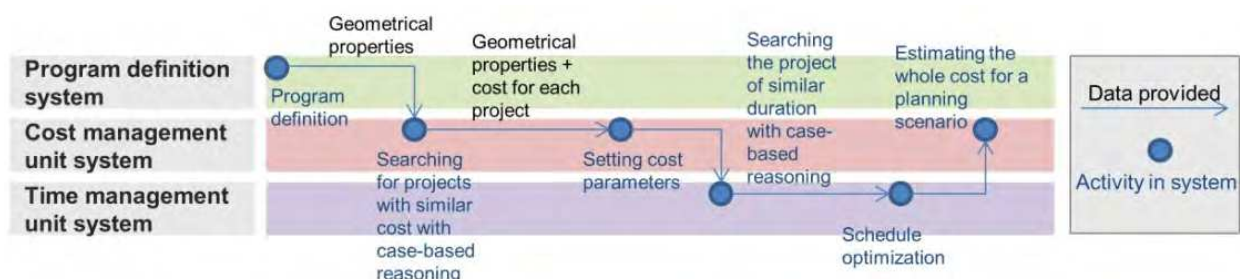 Program definition
system
Cost management
unit system
Time management
unit system
Geometrical
properties
Program
definition
Geometrical
properties +
cost for each
project
Searching
for projects
with similar
cost with
case-based
reasoning
Setting cost
parameters
Searching
the project
of similar
duration
with case-
based
reasoning
Schedule
optimization
Estimating the
whole cost for a
planning
scenario
Data provided
Activity in system